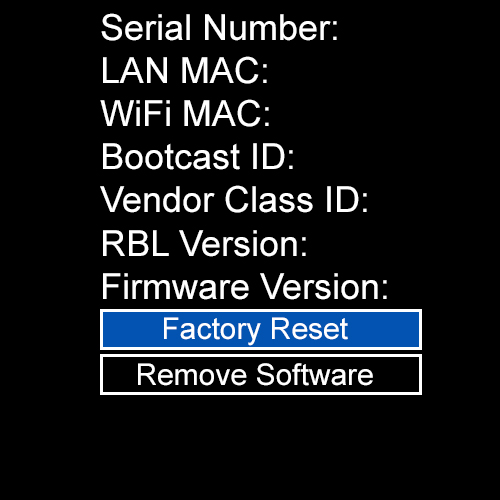 Serial Number:
LAN MAC:
WiFi MAC:
Bootcast ID:
Vendor Class ID:
RBL Version:
Firmware Version:
Factory Reset
Remove Software